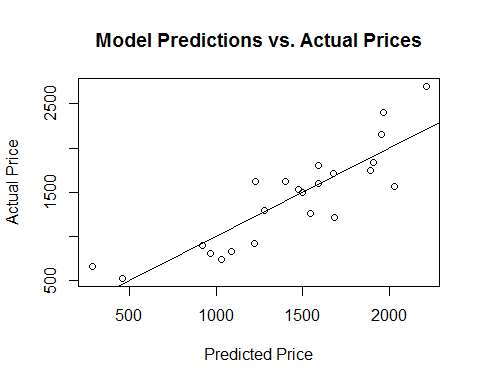 Model Predictions vs. Actual Prices
Actual Price
2500
1500
500
500 1000 1500 2000
Predicted Price